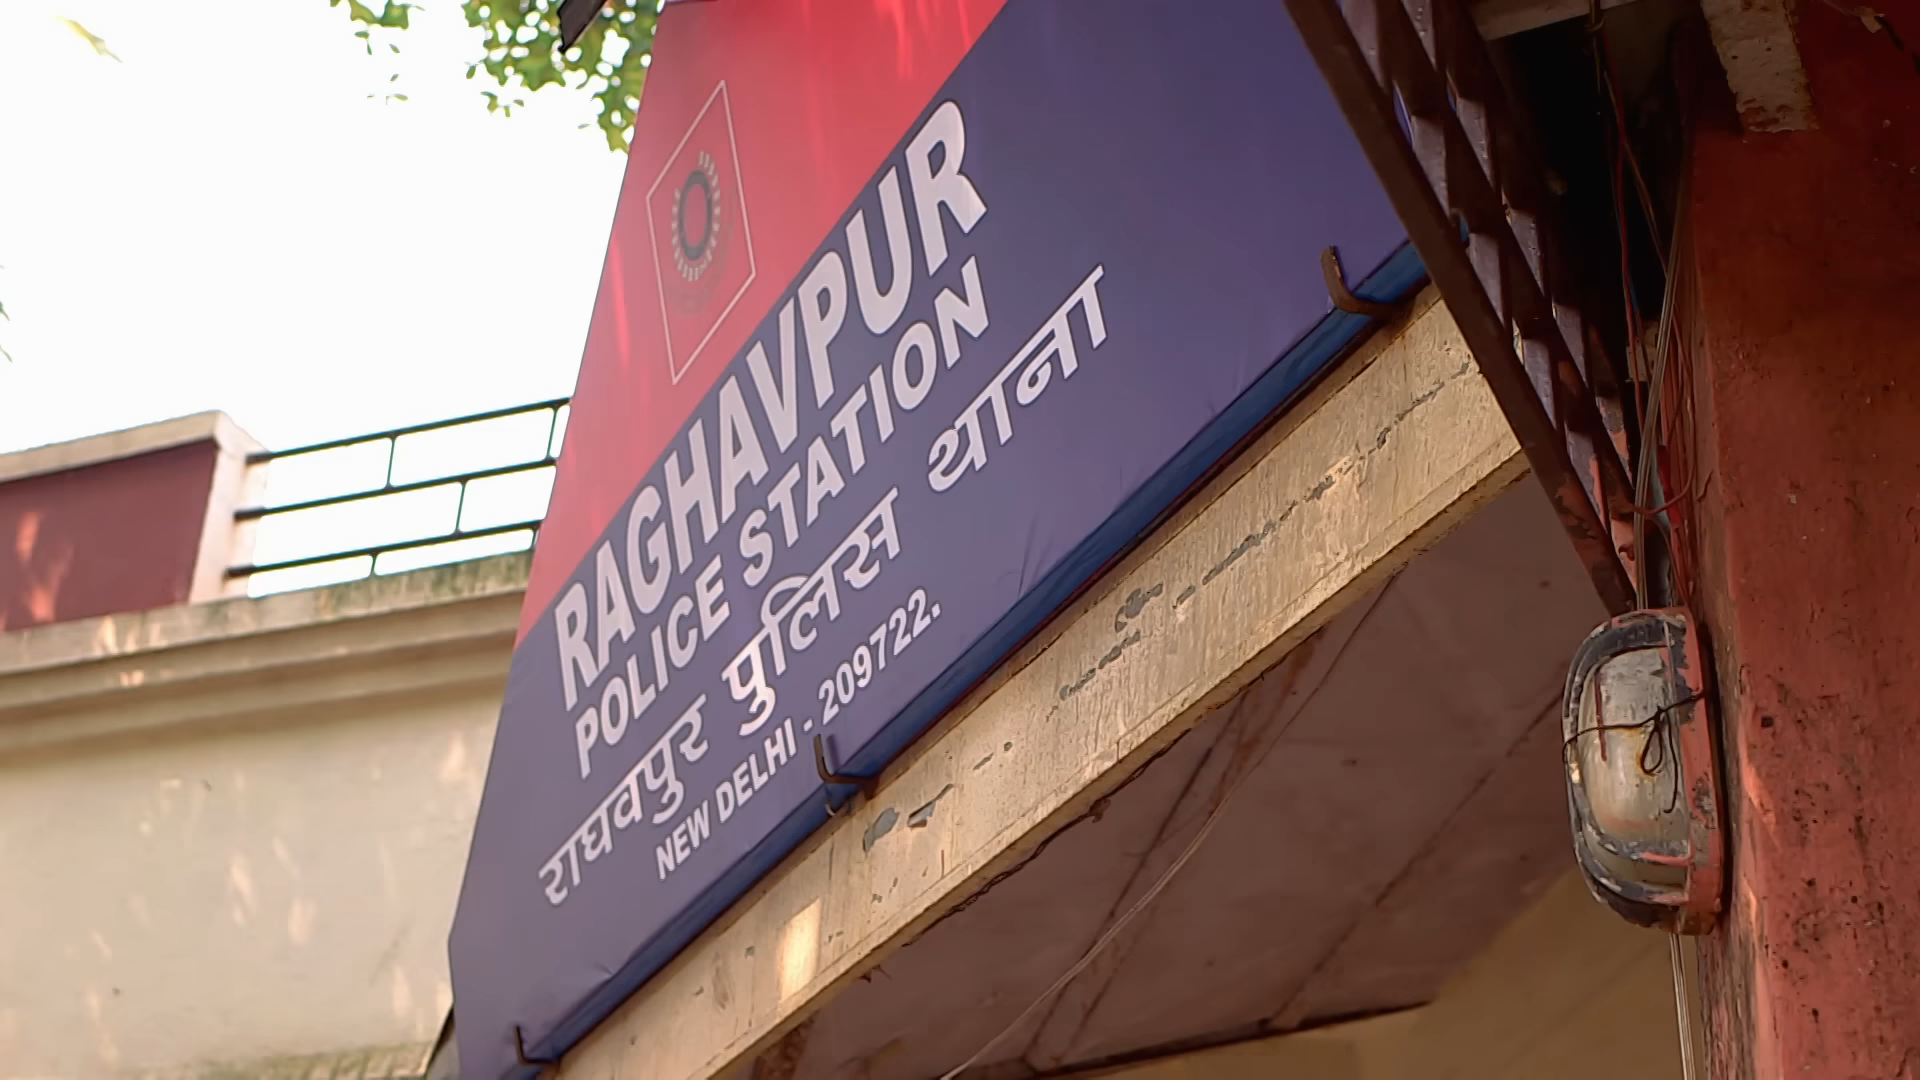 RAGHAVPUR
POLICE STATION
राघवपुर पुलिस थाना
NEW DELHI - 209722.